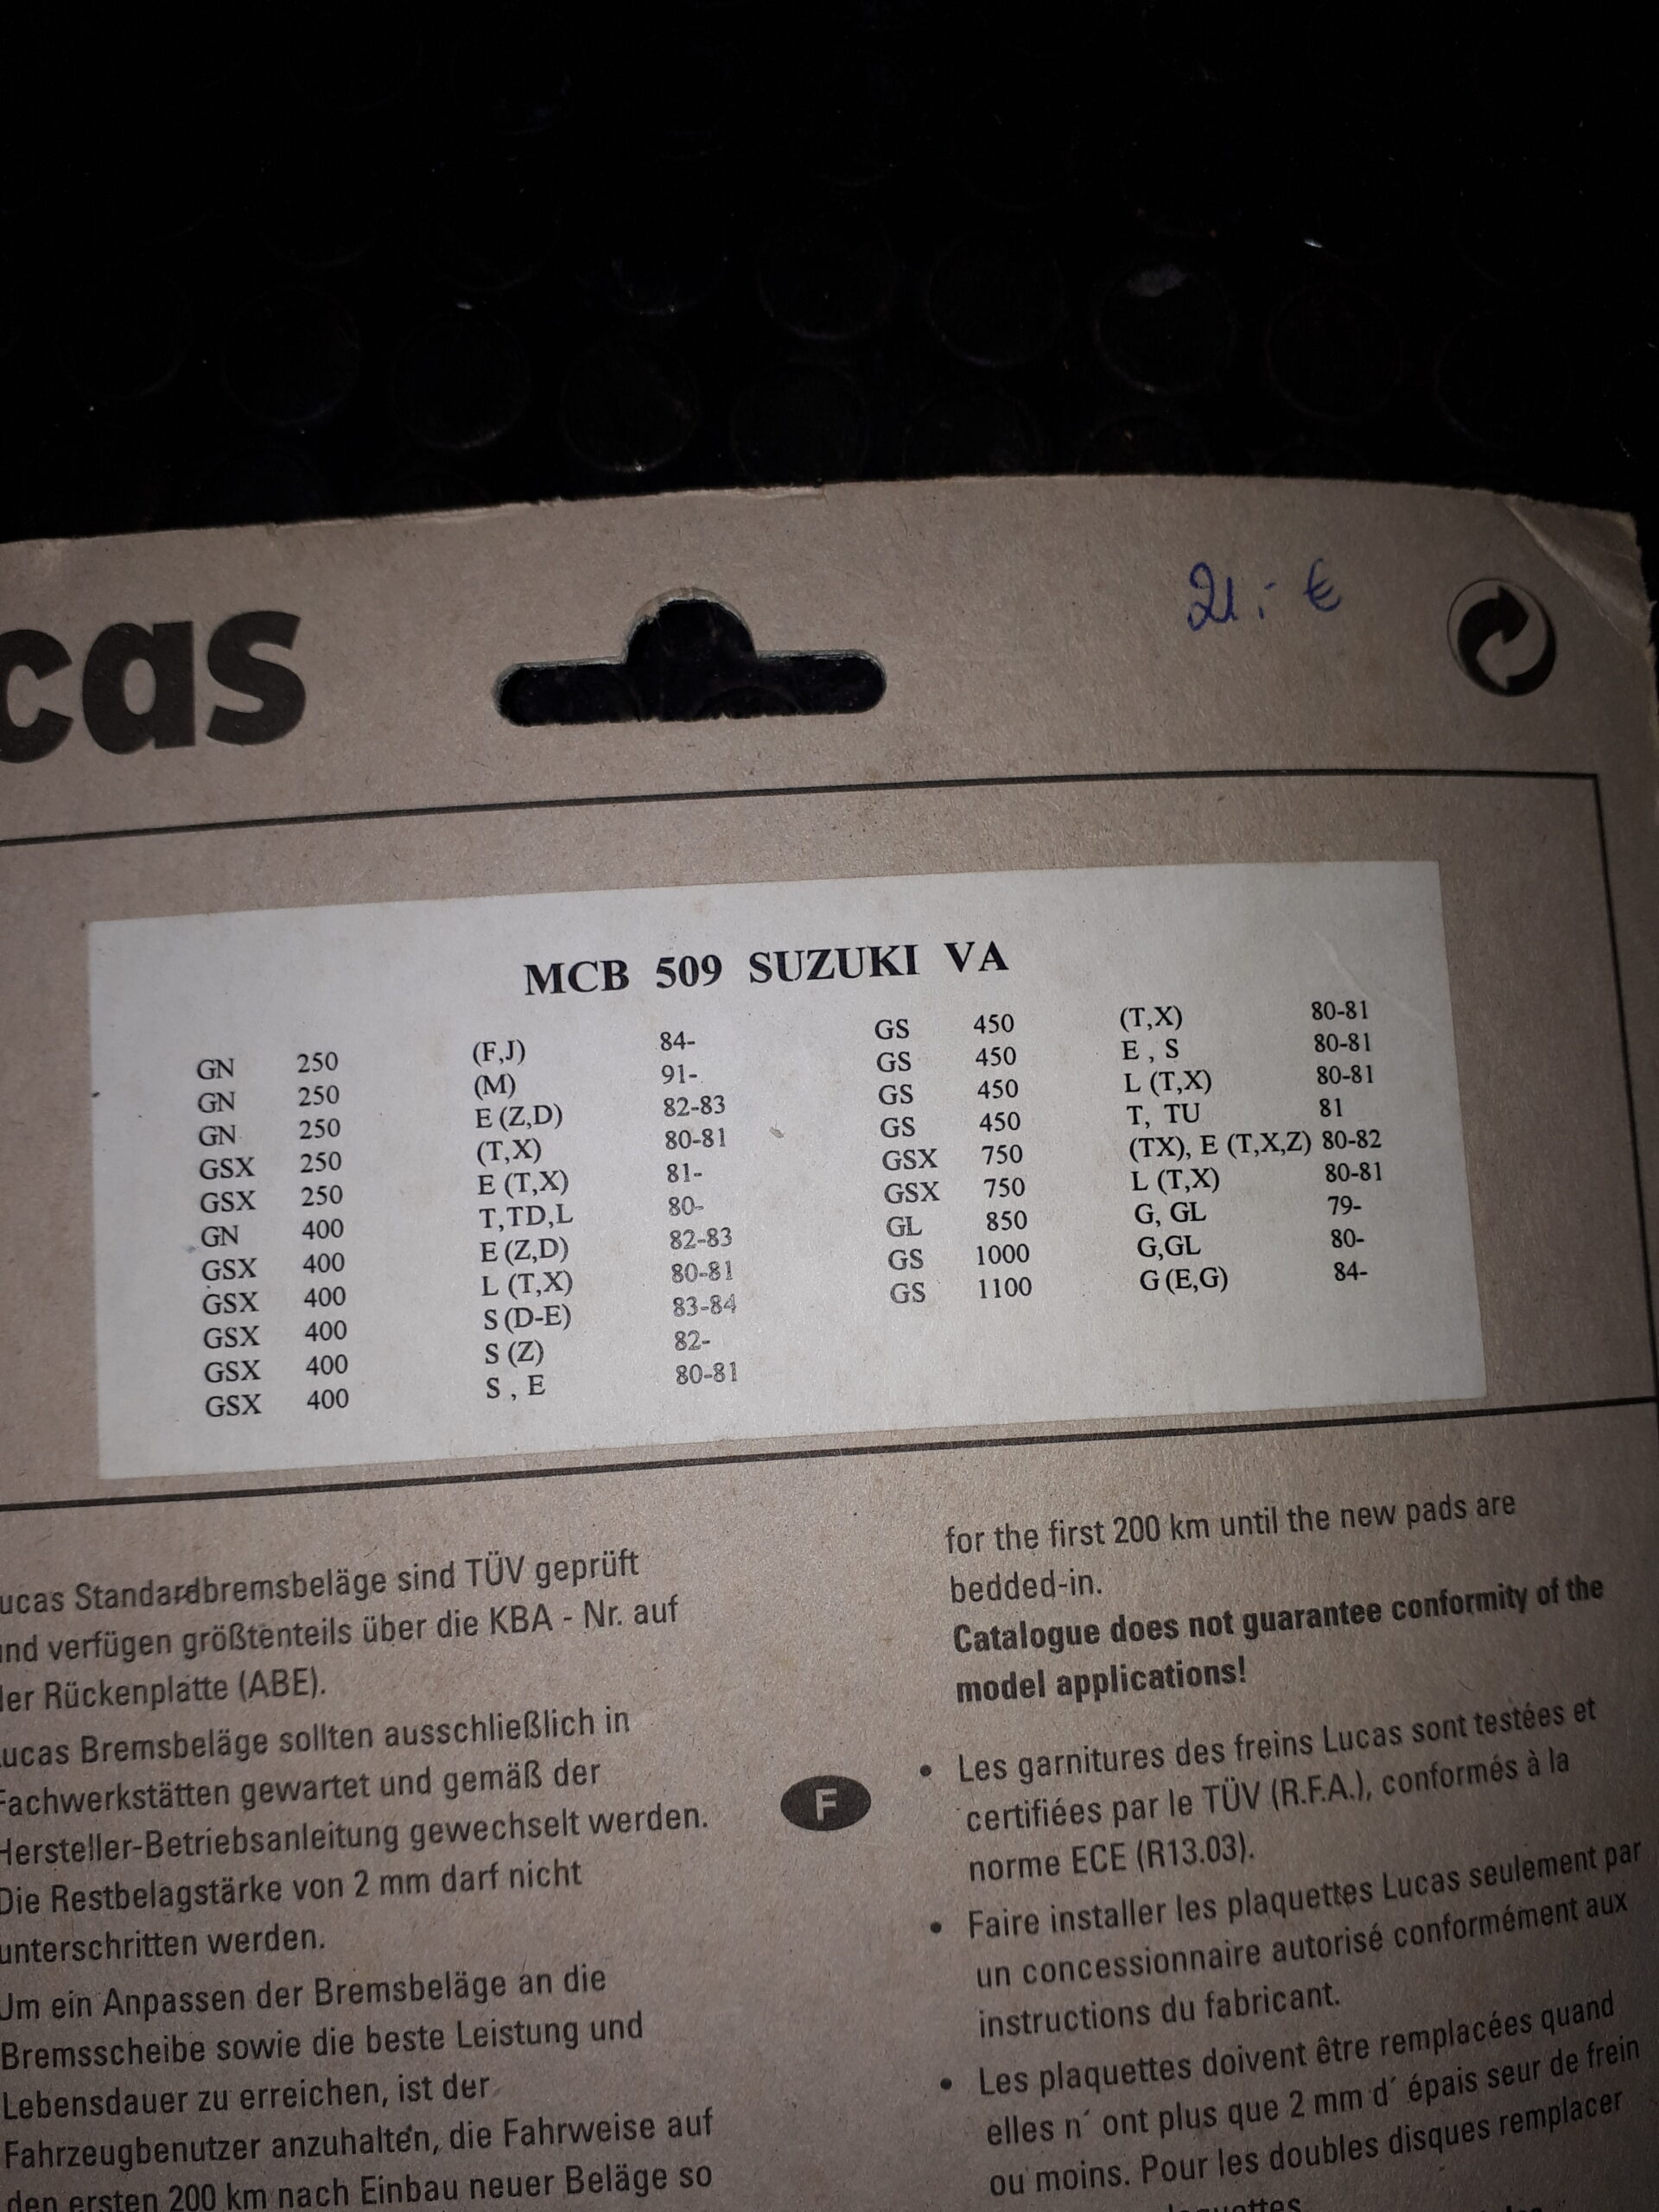 cas
21.- €
MCB 509 SUZUKI VA
GN 250 (F,J) 84- GS 450 (T,X) 80-81
GN 250 (M) 91- GS 450 E , S 80-81
GN 250 E (Z,D) 82-83 GS 450 L (T,X) 80-81
GSX 250 (T,X) 80-81 GS 450 T, TU 81
GSX 250 E (T,X) 81- GSX 750 (TX), E (T,X,Z) 80-82
GN 400 T,TD,L 80- GSX 750 L (T,X) 80-81
GSX 400 E (Z,D) 82-83 GL 850 G, GL 79-
GSX 400 L (T,X) 80-81 GS 1000 G,GL 80-
GSX 400 S (D-E) 83-84 GS 1100 G (E,G) 84-
GSX 400 S (Z) 82-
GSX 400 S , E 80-81
ucas Standardbremsbeläge sind TÜV geprüft
nd verfügen größtenteils über die KBA - Nr. auf
er Rückenplatte (ABE).
ucas Bremsbeläge sollten ausschließlich in
Fachwerkstätten gewartet und gemäß der
Hersteller-Betriebsanleitung gewechselt werden.
Die Restbelagstärke von 2 mm darf nicht
unterschritten werden.
Um ein Anpassen der Bremsbeläge an die
Bremsscheibe sowie die beste Leistung und
Lebensdauer zu erreichen, ist der
Fahrzeugbenutzer anzuhalten, die Fahrweise auf
den ersten 200 km nach Einbau neuer Beläge so
for the first 200 km until the new pads are
bedded-in.
Catalogue does not guarantee conformity of the
model applications!
F
• Les garnitures des freins Lucas sont testées et
certifiées par le TÜV (R.F.A.), conformés à la
norme ECE (R13.03).
• Faire installer les plaquettes Lucas seulement par
un concessionnaire autorisé conformément aux
instructions du fabricant.
• Les plaquettes doivent être remplacées quand
elles n´ ont plus que 2 mm d´ épais seur de frein
ou moins. Pour les doubles disques remplacer